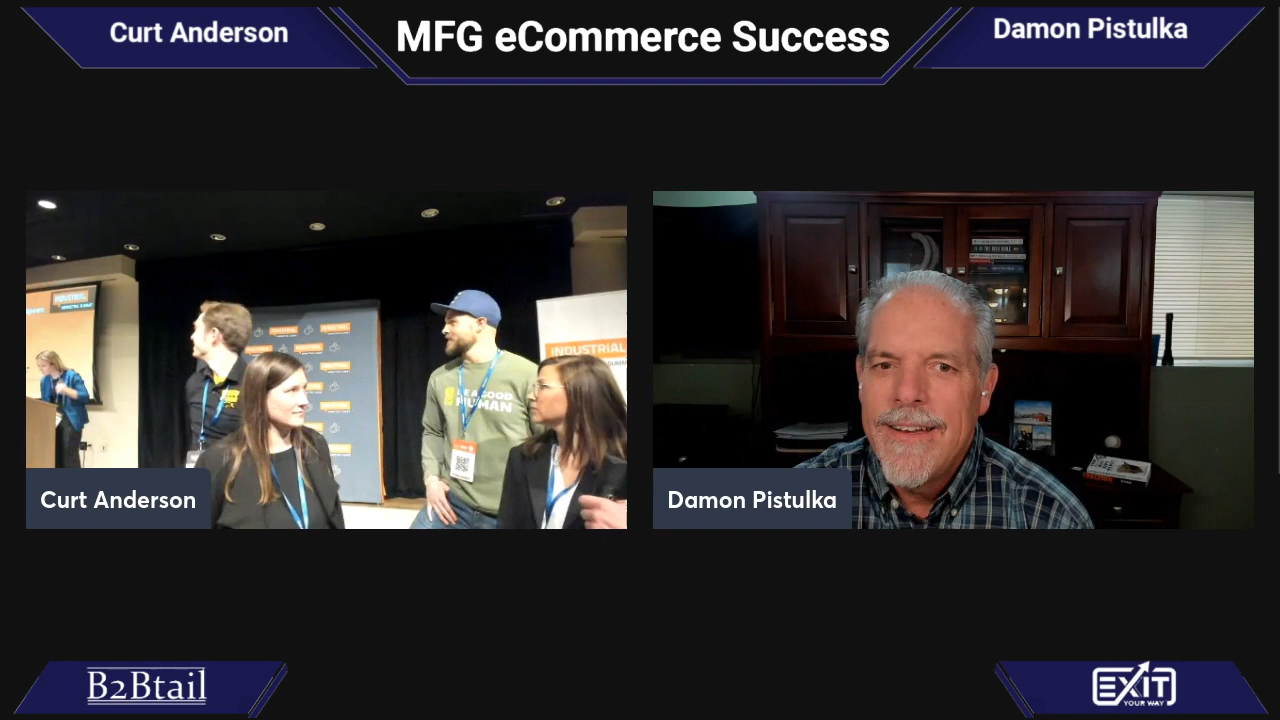 Curt Anderson
MFG eCommerce Success
Damon Pistulka
INDUSTRIAL
INDUSTRIAL
BE A GOOD
HUMAN
Curt Anderson
Damon Pistulka
B2Btail
EXIT
YOUR WAY